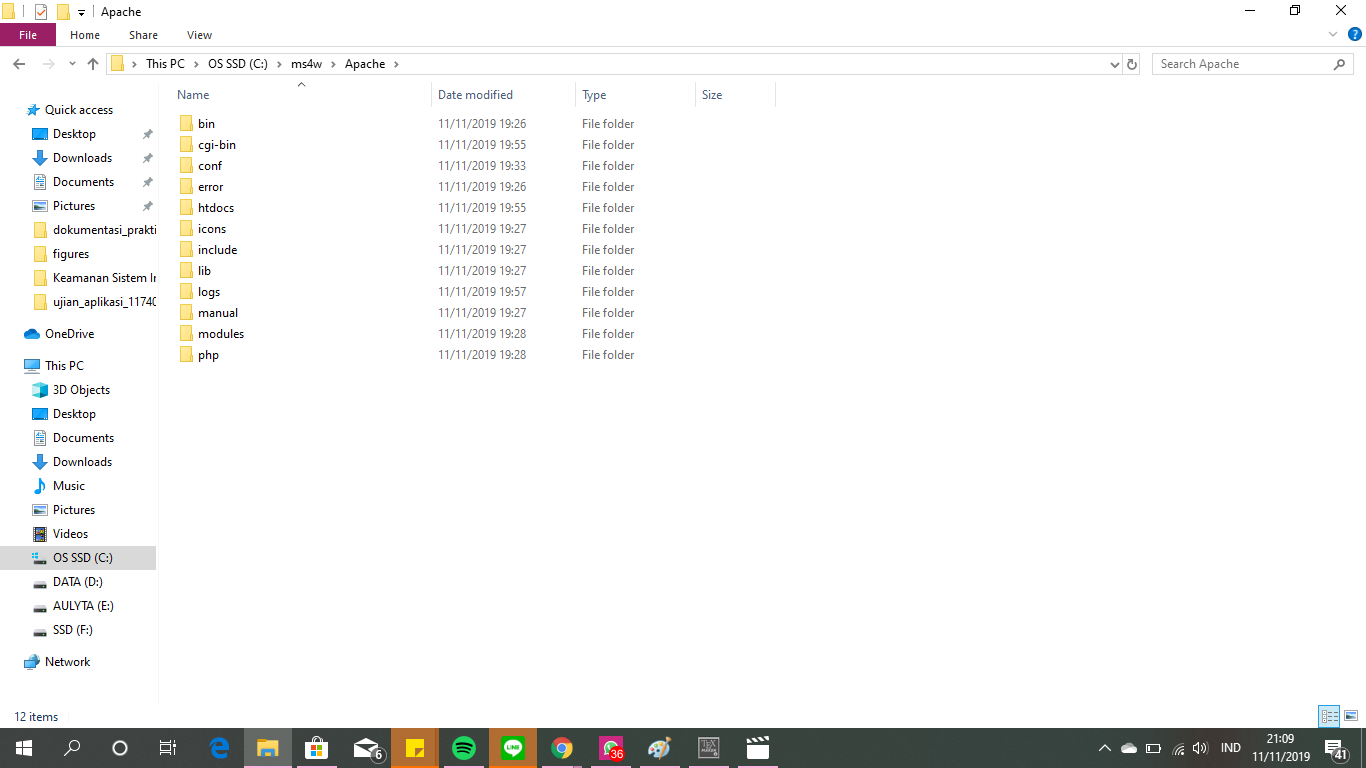 Apache
File Home Share View
This PC OS SSD (C:) ms4w Apache Search Apache
Name Date modified Type Size
Quick access
Desktop
Downloads
Documents
Pictures
dokumentasi_prakti
figures
Keamanan Sistem In
ujian_aplikasi_11740
OneDrive
This PC
3D Objects
Desktop
Documents
Downloads
Music
Pictures
Videos
OS SSD (C:)
DATA (D:)
AULYTA (E:)
SSD (F:)
Network
bin 11/11/2019 19:26 File folder
cgi-bin 11/11/2019 19:55 File folder
conf 11/11/2019 19:33 File folder
error 11/11/2019 19:26 File folder
htdocs 11/11/2019 19:55 File folder
icons 11/11/2019 19:27 File folder
include 11/11/2019 19:27 File folder
lib 11/11/2019 19:27 File folder
logs 11/11/2019 19:57 File folder
manual 11/11/2019 19:27 File folder
modules 11/11/2019 19:28 File folder
php 11/11/2019 19:28 File folder
12 items
6
LINE
36
TEX
MAKER
IND
21:09
11/11/2019
41